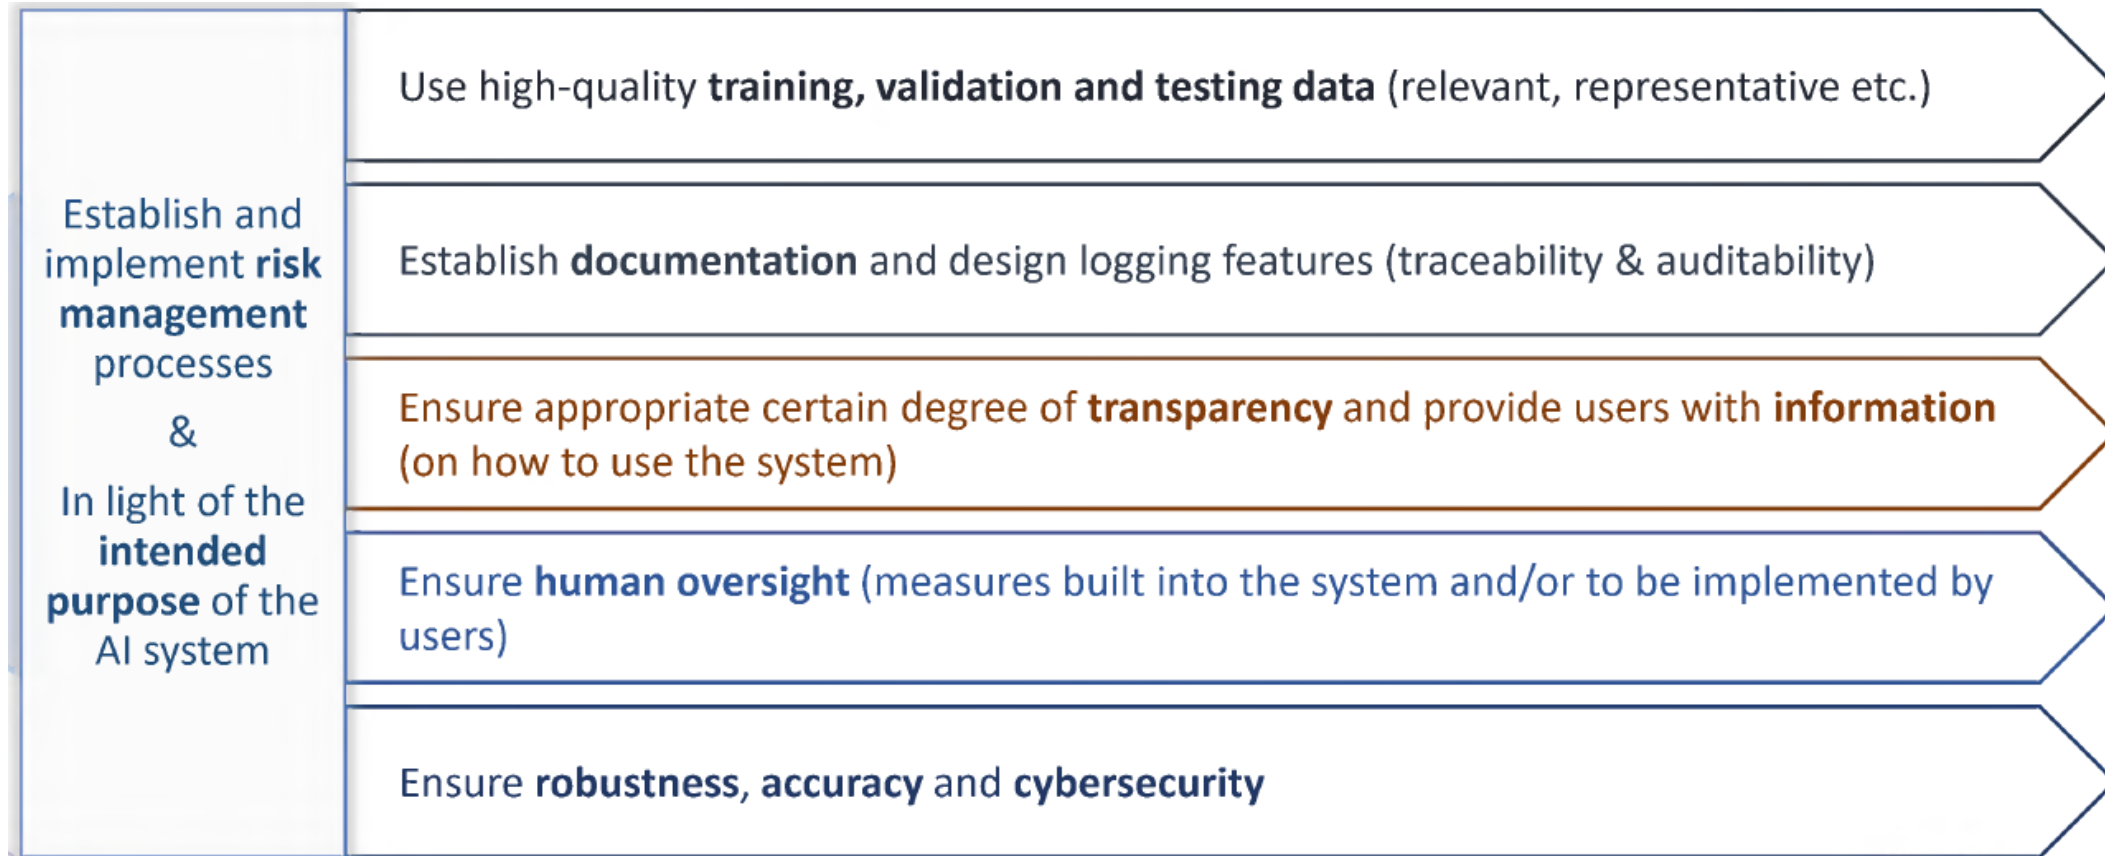 Establish and
implement risk
management
processes
&
In light of the
intended
purpose of the
AI system
Use high-quality training, validation and testing data (relevant, representative etc.)
Establish documentation and design logging features (traceability & auditability)
Ensure appropriate certain degree of transparency and provide users with information
(on how to use the system)
Ensure human oversight (measures built into the system and/or to be implemented by
users)
Ensure robustness, accuracy and cybersecurity